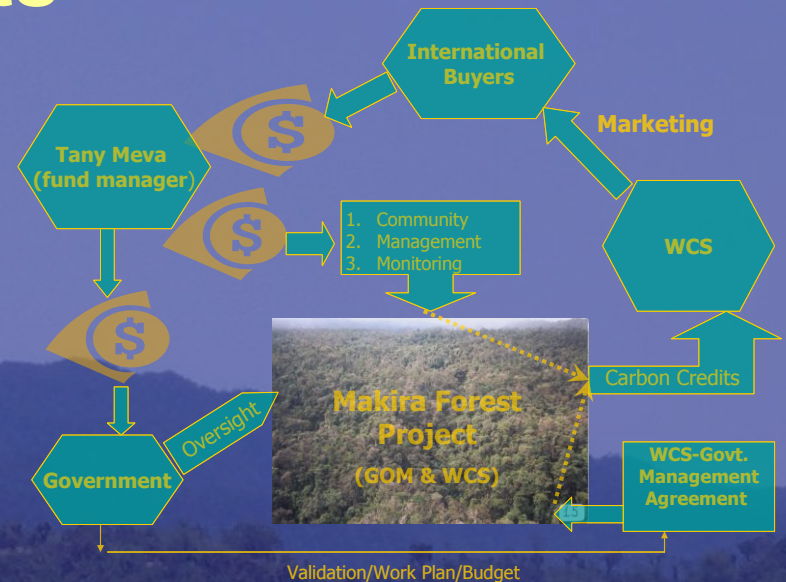 International
Buyers
Marketing
Tany Meva
(fund manager)
$
$
1. Community
2. Management
3. Monitoring
WCS
$
Carbon Credits
Makira Forest
Project
(GOM & WCS)
Oversight
Government
WCS-Govt.
Management
Agreement
15
Validation/Work Plan/Budget